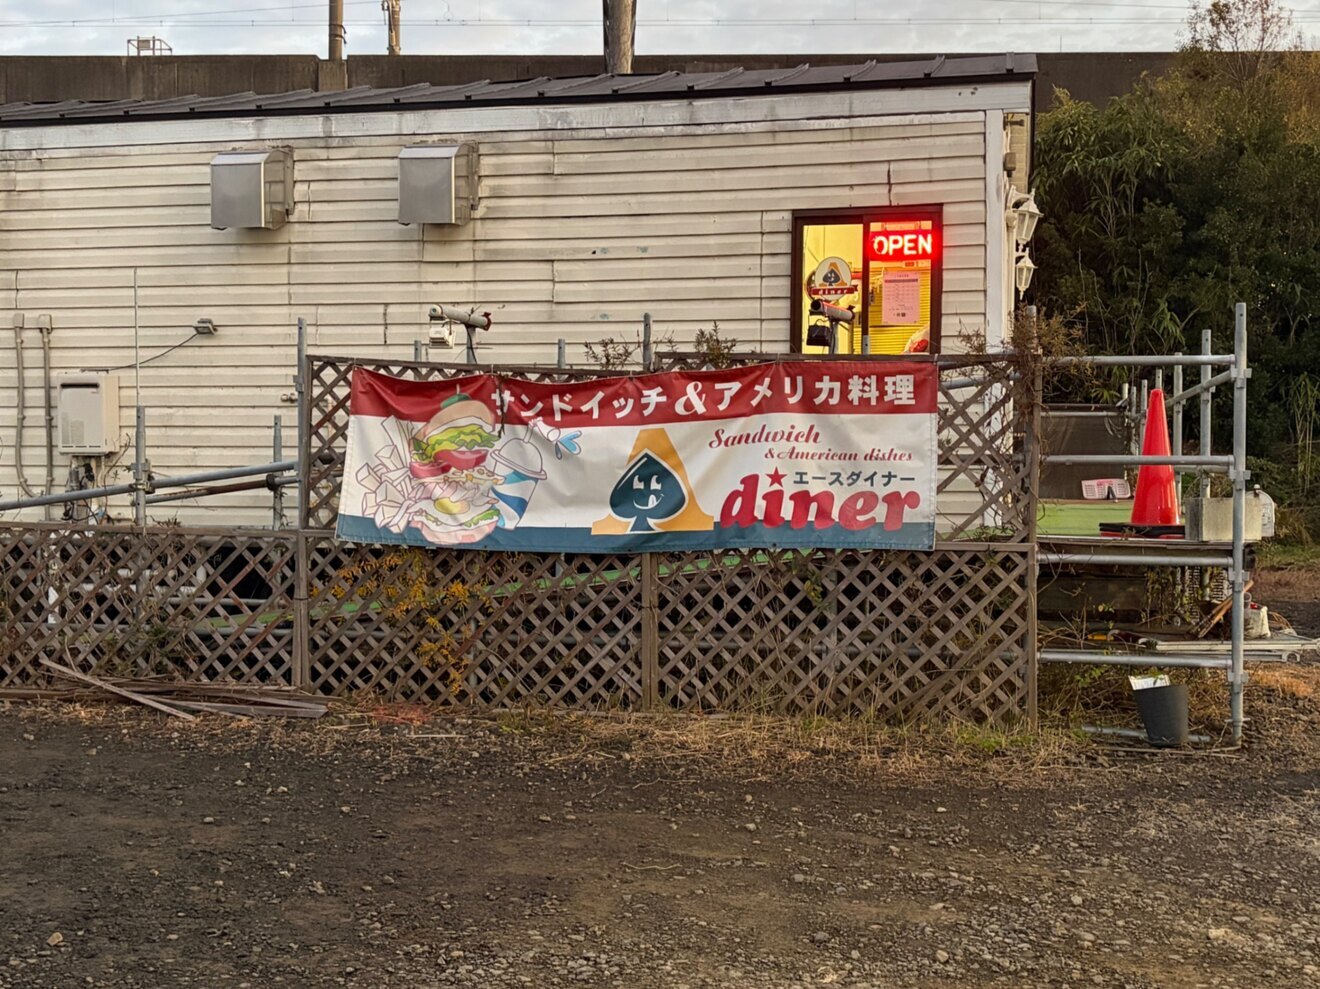 OPEN
diner
サンドイッチ&アメリカ料理
Sandwich
& American dishes
エースダイナー
diner